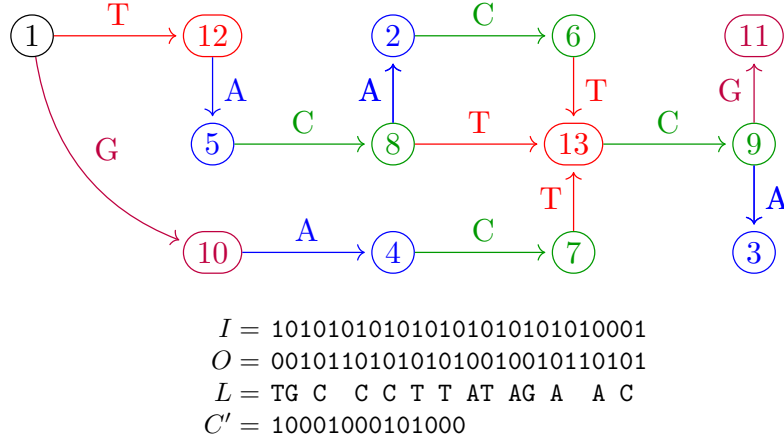 1 T 12 2 C 6 11
A A T G
5 C 8 T 13 C 9
G T A
10 A 4 C 7 3
I = 101010101010101010101010001
O = 001011010101010010010110101
L = TG C  C C T T AT AG A  A C
C′ = 10001000101000